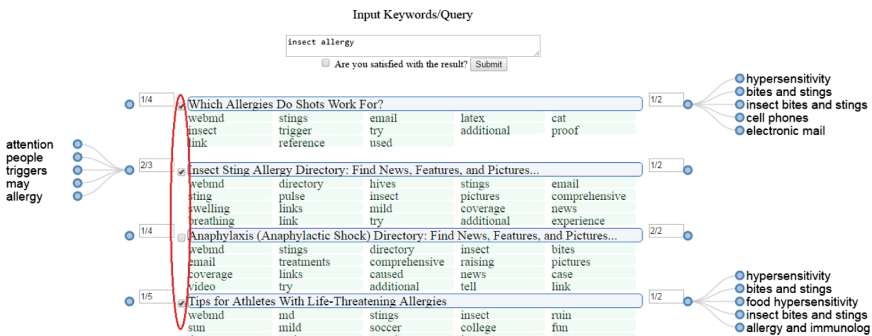 Input Keywords/Query
insect allergy
Are you satisfied with the result? Submit
1/4 Which Allergies Do Shots Work For? 1/2
webmd stings email latex cat
insect trigger try additional proof
link reference used
hypersensitivity
bites and stings
insect bites and stings
cell phones
electronic mail
attention
people
triggers
may
allergy
2/3 Insect Sting Allergy Directory: Find News, Features, and Pictures... 1/2
webmd directory hives stings email
sting pulse insect pictures comprehensive
swelling links mild coverage news
breathing link try additional experience
1/4 Anaphylaxis (Anaphylactic Shock) Directory: Find News, Features, and Pictures... 2/2
webmd stings directory insect bites
email treatments comprehensive raising pictures
coverage links caused news case
video try additional tell link
1/5 Tips for Athletes With Life-Threatening Allergies 1/2
webmd md stings insect ruin
sun mild soccer college fun
hypersensitivity
bites and stings
food hypersensitivity
insect bites and stings
allergy and immunolog